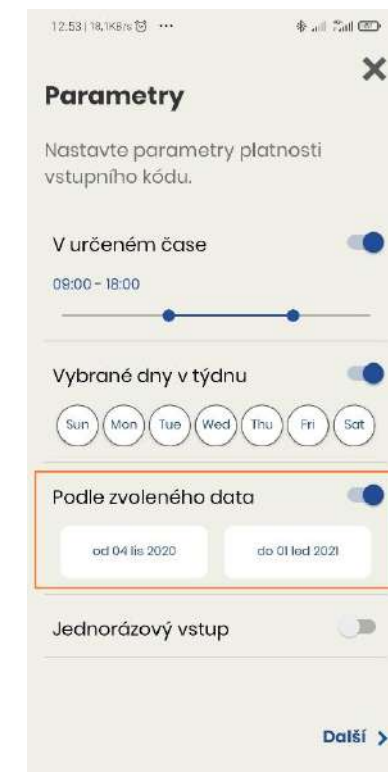 12.53 | 18,1KB/s ...
Parametry
Nastavte parametry platnosti
vstupního kódu.
V určeném čase
09:00 - 18:00
Vybrané dny v týdnu
Sun Mon Tue Wed Thu Fri Sat
Podle zvoleného data
od 04 lis 2020 do 01 led 2021
Jednorázový vstup
Další